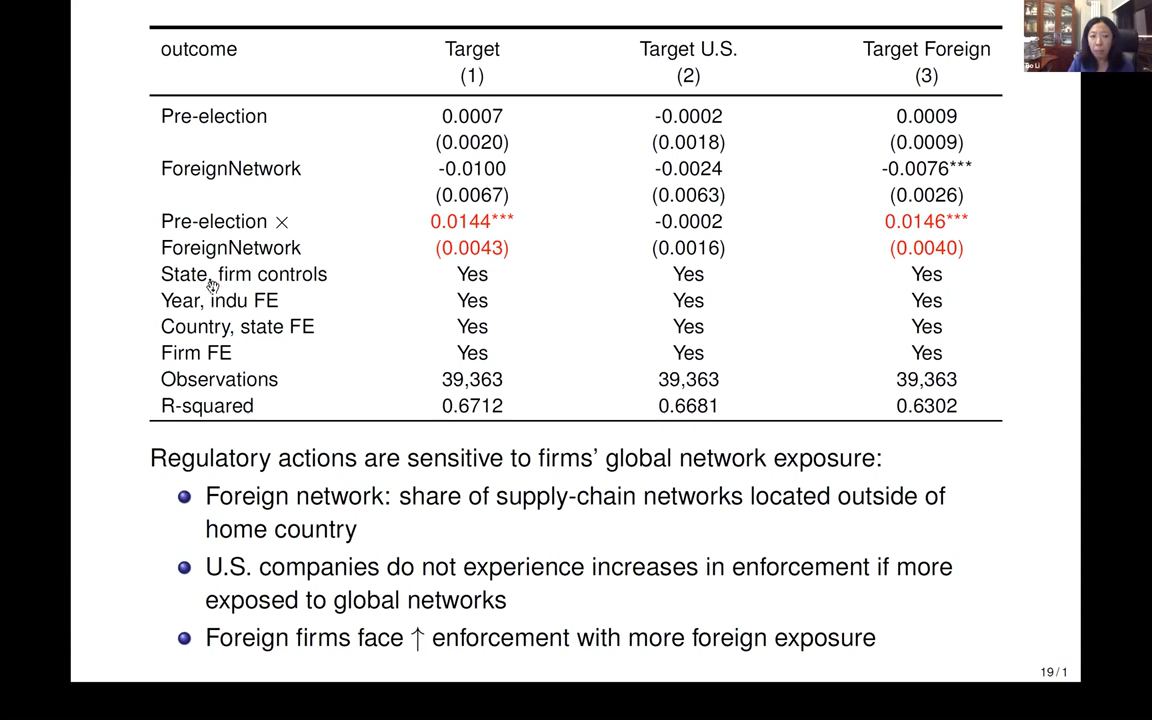 outcome Target Target U.S. Target Foreign
(1) (2) (3)
Pre-election 0.0007 -0.0002 0.0009
(0.0020) (0.0018) (0.0009)
ForeignNetwork -0.0100 -0.0024 -0.0076***
(0.0067) (0.0063) (0.0026)
Pre-election × 0.0144*** -0.0002 0.0146***
ForeignNetwork (0.0043) (0.0016) (0.0040)
State, firm controls Yes Yes Yes
Year, indu FE Yes Yes Yes
Country, state FE Yes Yes Yes
Firm FE Yes Yes Yes
Observations 39,363 39,363 39,363
R-squared 0.6712 0.6681 0.6302
Regulatory actions are sensitive to firms' global network exposure:
Foreign network: share of supply-chain networks located outside of
home country
U.S. companies do not experience increases in enforcement if more
exposed to global networks
Foreign firms face ↑ enforcement with more foreign exposure
19 / 1